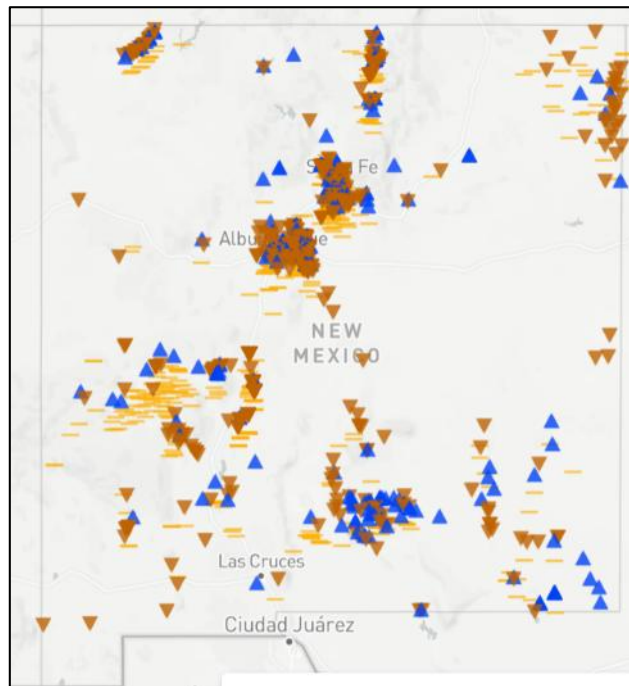 Santa Fe
Albuquerque
NEW
MEXICO
Las Cruces
Ciudad Juárez